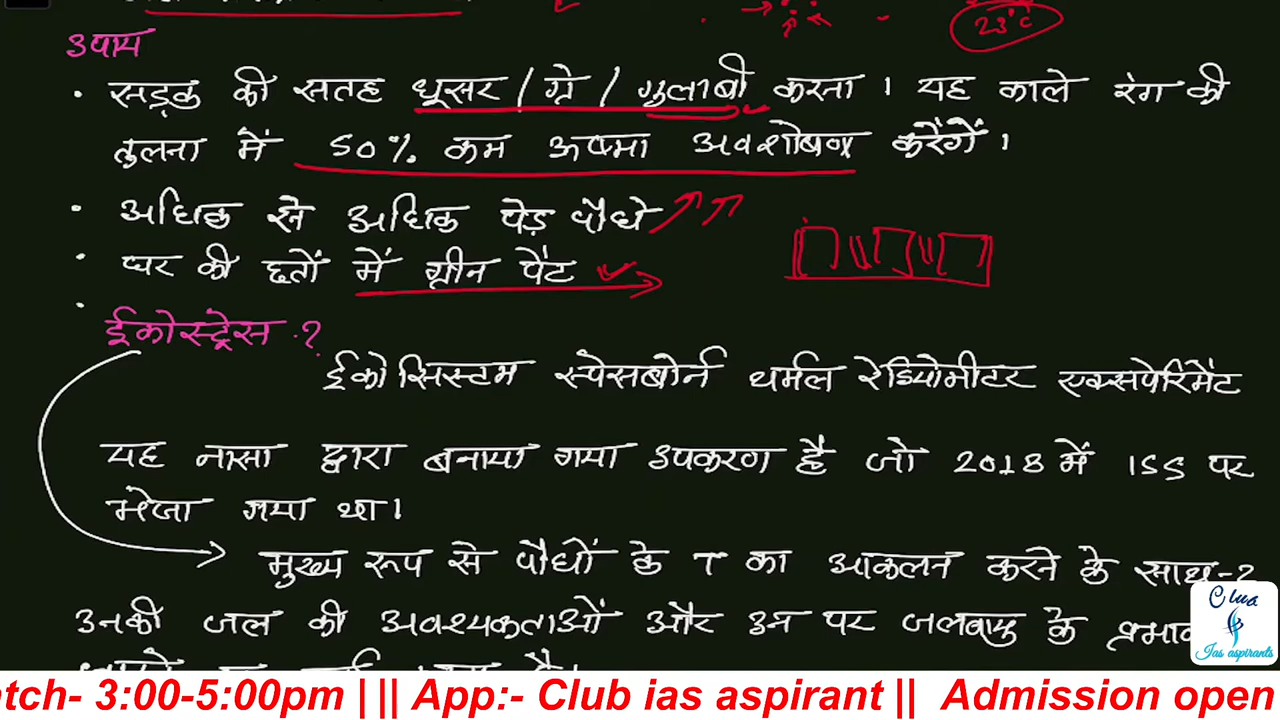 23°C
उपाय
• सड़क की सतह धूसर / ग्रे / गुलाबी करना । यह काले रंग की
तुलना में 50% कम ऊष्मा अवशोषण करेंगें ।
• अधिक से अधिक पेड़ पौधे
• घर की छतों में ग्रीन पेंट
•
ईकोस्ट्रेस ?
ईकोसिस्टम स्पेसबोर्न थर्मल रेडियोमीटर एक्सपेरिमेंट
यह नासा द्वारा बनाया गया उपकरण है जो 2018 में ISS पर
भेजा गया था।
मुख्य रूप से पौधों के T का आकलन करने के साथ-2
उनकी जल की अवश्यकताओं और उन पर जलवायु के प्रभाव
Club
Ias aspirants
atch- 3:00-5:00pm | || App:- Club ias aspirant || Admission open